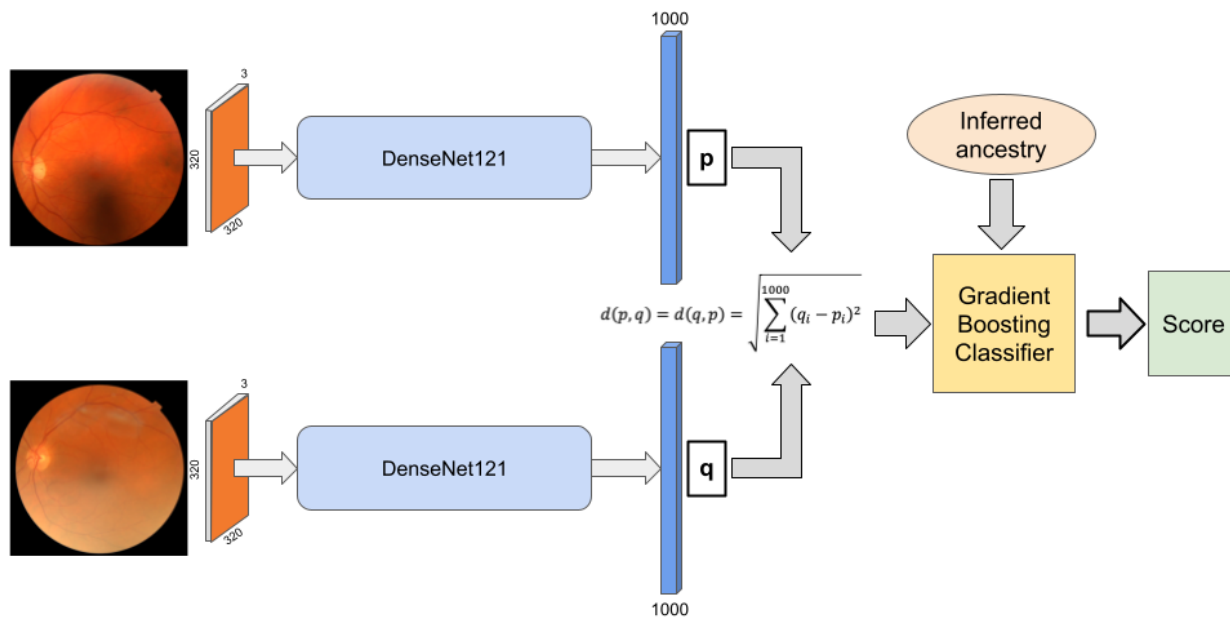 1000
3
320
320
DenseNet121
p
Inferred
ancestry
d(p,q) = d(q,p) = √∑_{i=1}^{1000} (q_i − p_i)²
Gradient
Boosting
Classifier
Score
3
320
320
DenseNet121
q
1000